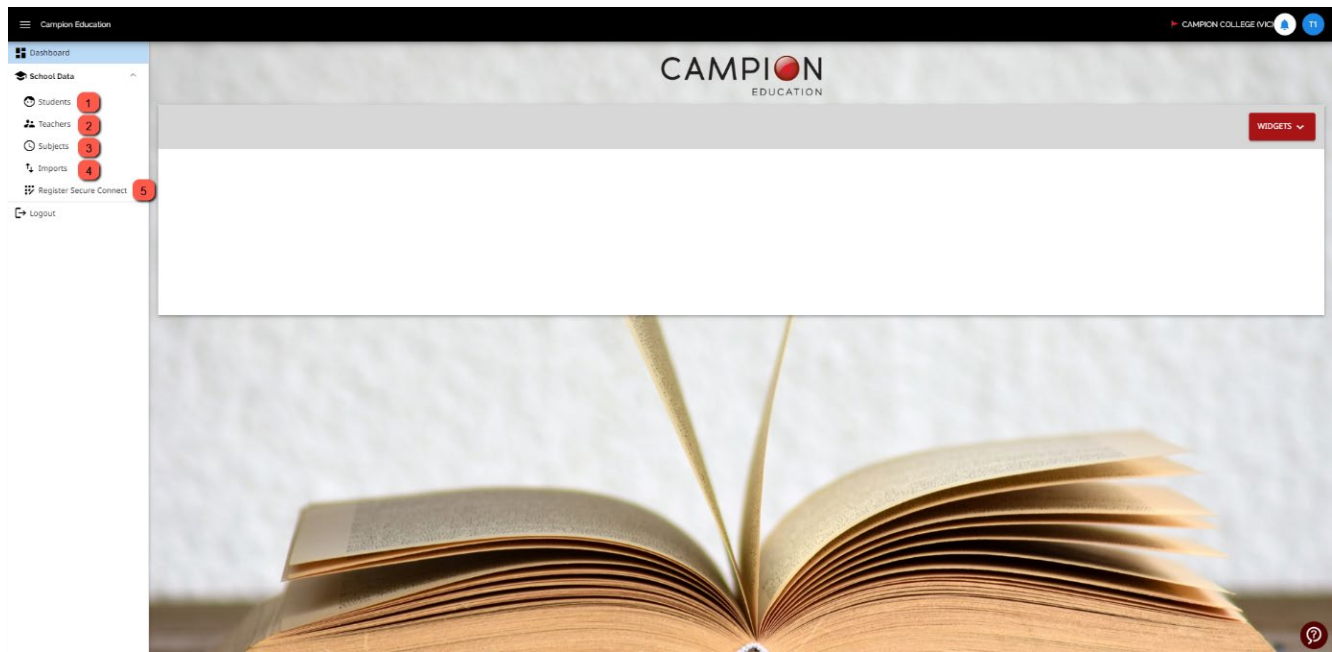 Campion Education
CAMPION COLLEGE (VIC)
T1
Dashboard
School Data
Students 1
Teachers 2
Subjects 3
Imports 4
Register Secure Connect 5
Logout
CAMPION
EDUCATION
WIDGETS